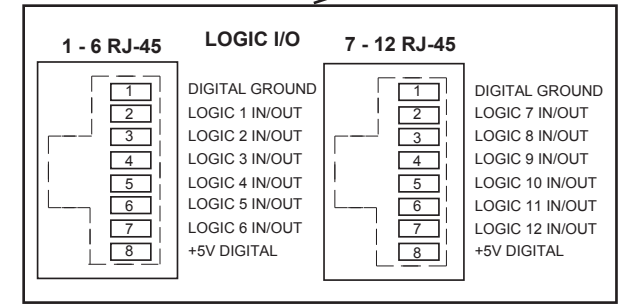 LOGIC I/O
1 - 6 RJ-45
1 DIGITAL GROUND
2 LOGIC 1 IN/OUT
3 LOGIC 2 IN/OUT
4 LOGIC 3 IN/OUT
5 LOGIC 4 IN/OUT
6 LOGIC 5 IN/OUT
7 LOGIC 6 IN/OUT
8 +5V DIGITAL
7 - 12 RJ-45
1 DIGITAL GROUND
2 LOGIC 7 IN/OUT
3 LOGIC 8 IN/OUT
4 LOGIC 9 IN/OUT
5 LOGIC 10 IN/OUT
6 LOGIC 11 IN/OUT
7 LOGIC 12 IN/OUT
8 +5V DIGITAL